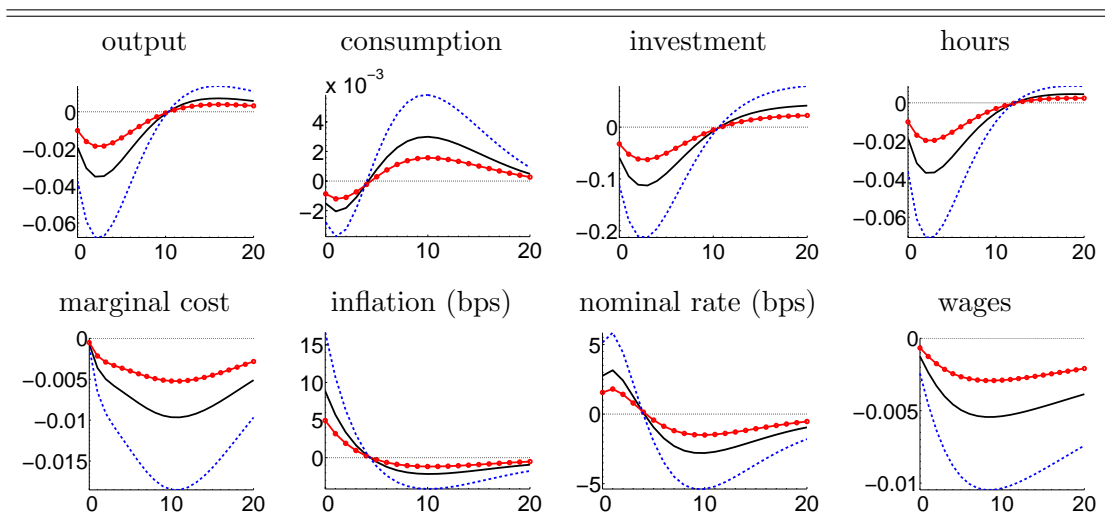 output consumption investment hours
x 10⁻³
0
−0.02
−0.04
−0.06
0 10 20
4
2
0
−2
0 10 20
0
−0.1
−0.2
0 10 20
0
−0.02
−0.04
−0.06
0 10 20
marginal cost inflation (bps) nominal rate (bps) wages
0
−0.005
−0.01
−0.015
0 10 20
15
10
5
0
0 10 20
5
0
−5
0 10 20
0
−0.005
−0.01
0 10 20